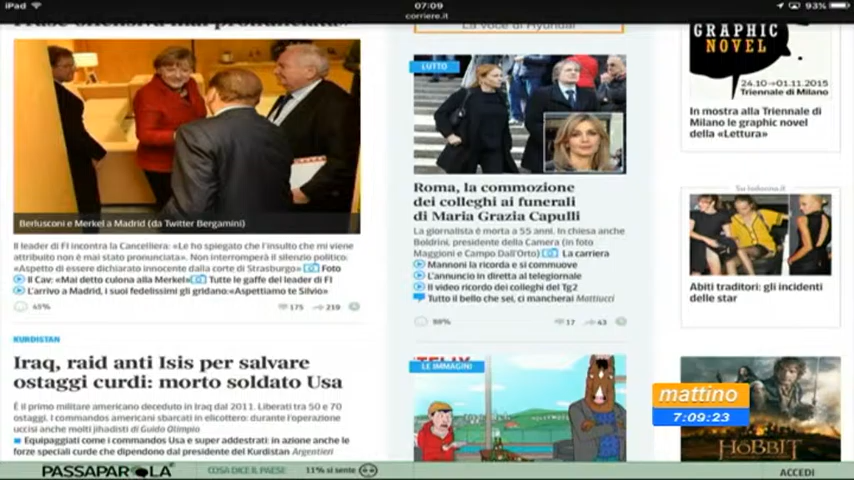 iPad
07:09
93%
corriere.it
La voce di Hyundai
GRAPHIC
NOVEL
24.10→01.11.2015
Triennale di Milano
In mostra alla Triennale di
Milano le graphic novel
della «Lettura»
Berlusconi e Merkel a Madrid (da Twitter Bergamini)
Il leader di FI incontra la Cancelliera: «Le ho spiegato che l'insulto che mi viene
attribuito non è mai stato pronunciata». Non interromperò il silenzio politico:
«Aspetto di essere dichiarato innocente dalla corte di Strasburgo» Foto
Il Cav: «Mai detto culona alla Merkel» Tutte le gaffe del leader di FI
L'arrivo a Madrid, i suoi fedelissimi gli gridano:«Aspettiamo te Silvio»
45%
175
219
KURDISTAN
Iraq, raid anti Isis per salvare
ostaggi curdi: morto soldato Usa
È il primo militare americano deceduto in Iraq dal 2011. Liberati tra 50 e 70
ostaggi. I commandos americani sbarcati in elicottero: durante l'operazione
uccisi anche molti jihadisti di Guido Olimpio
Equipaggiati come i commandos Usa e super addestrati: in azione anche le
forze speciali curde che dipendono dal presidente del Kurdistan Argentieri
LUTTO
Roma, la commozione
dei colleghi ai funerali
di Maria Grazia Capulli
La giornalista è morta a 55 anni. In chiesa anche
Boldrini, presidente della Camera (in foto
Maggioni e Campo Dall'Orto) La carriera
Mannoni la ricorda e si commuove
L'annuncio in diretta al telegiornale
Il video ricordo dei colleghi del Tg2
Tutto il bello che sei, ci mancherai Mattiucci
17
43
LE IMMAGINI
Su Informa.it
Abiti traditori: gli incidenti
delle star
THE
HOBBIT
mattino
7:09:23
PASSAPAROLA
COSA DICE IL PAESE
11% si sente
ACCEDI